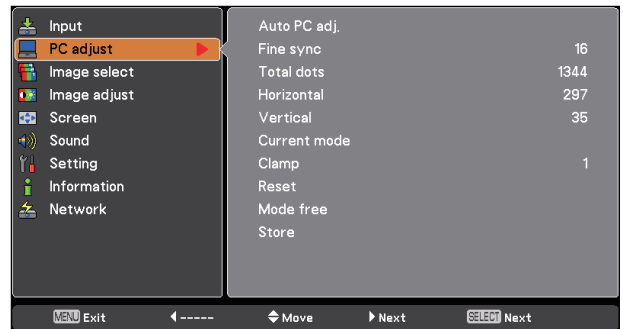 Input
PC adjust
Image select
Image adjust
Screen
Sound
Setting
Information
Network
Auto PC adj.
Fine sync 16
Total dots 1344
Horizontal 297
Vertical 35
Current mode
Clamp 1
Reset
Mode free
Store
MENU Exit ----- Move Next SELECT Next